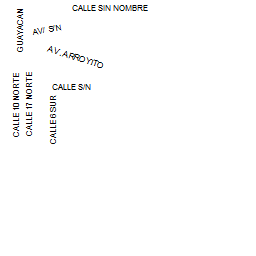 CALLE SIN NOMBRE
GUAYACAN
AV/ S/N
AV. ARROYITO
CALLE S/N
CALLE 10 NORTE
CALLE 17 NORTE
CALLE 6 SUR